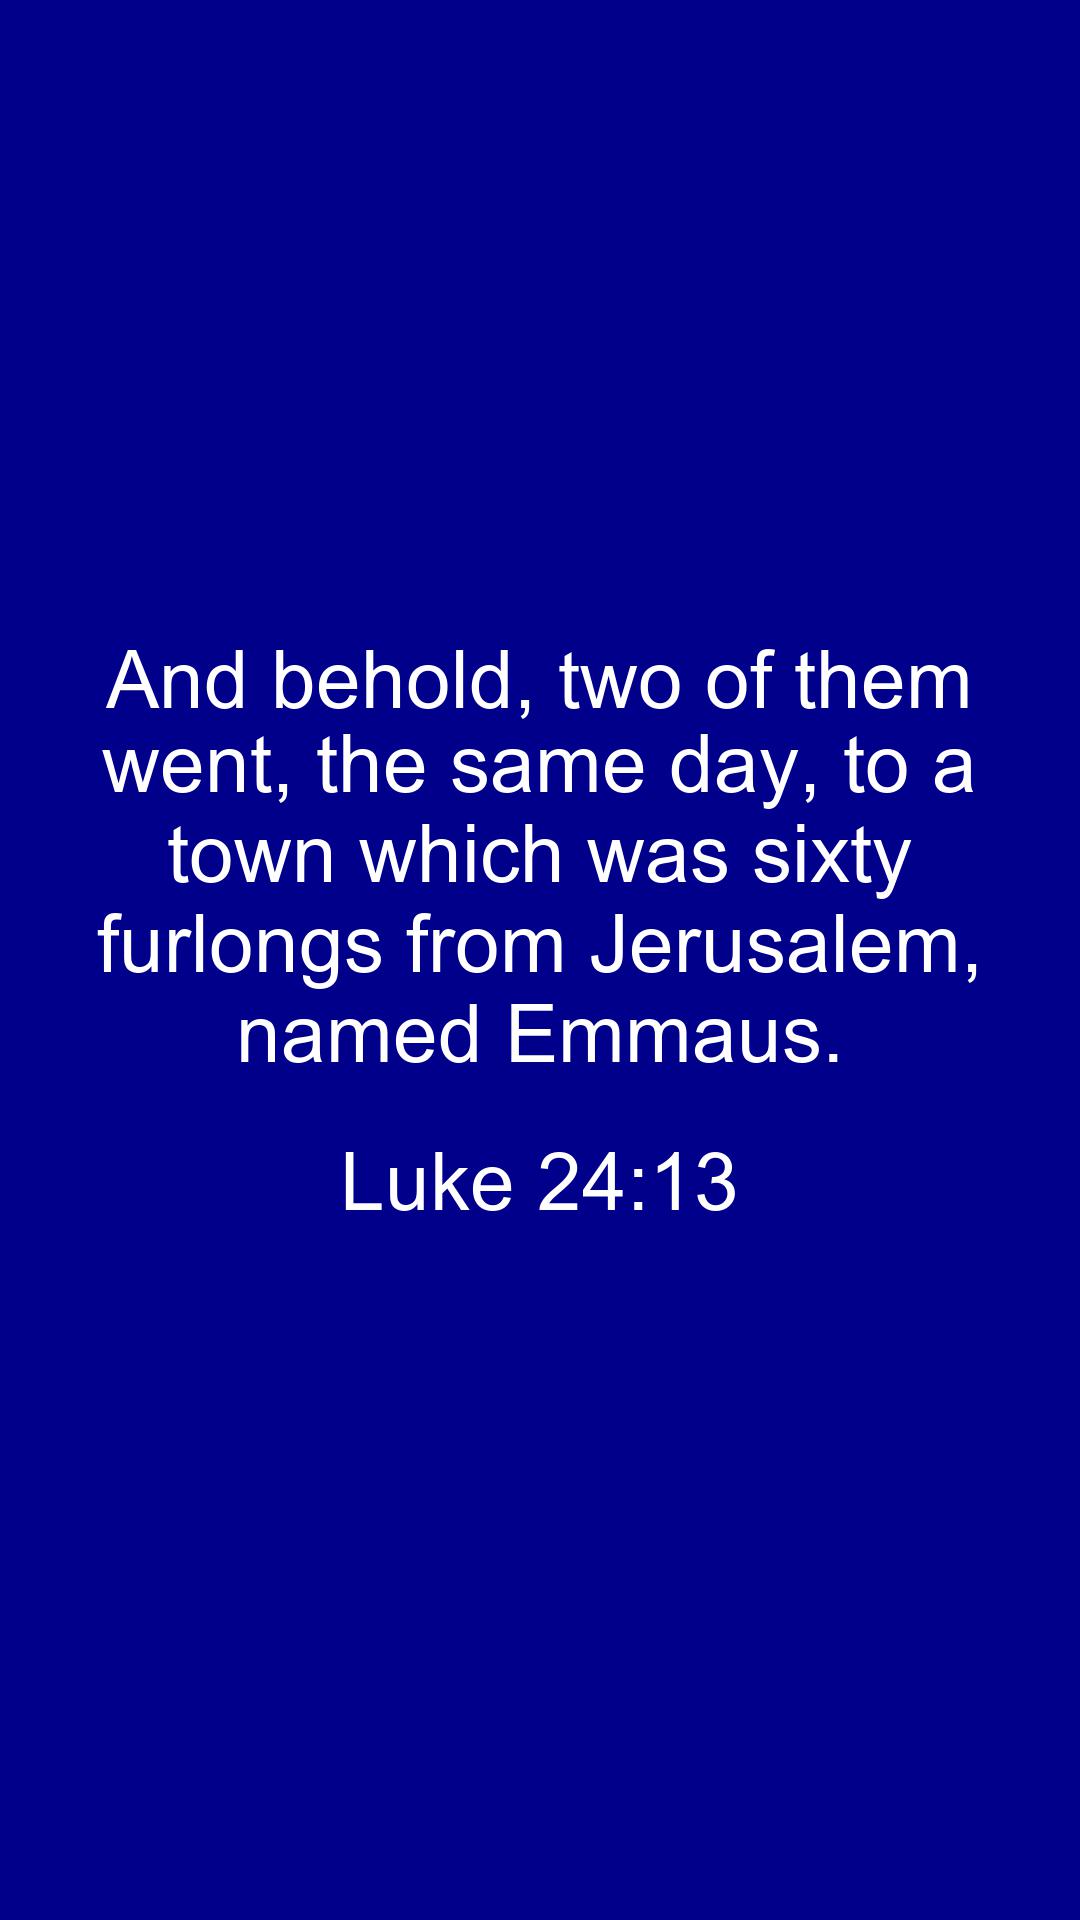 And behold, two of them
went, the same day, to a
town which was sixty
furlongs from Jerusalem,
named Emmaus.
Luke 24:13